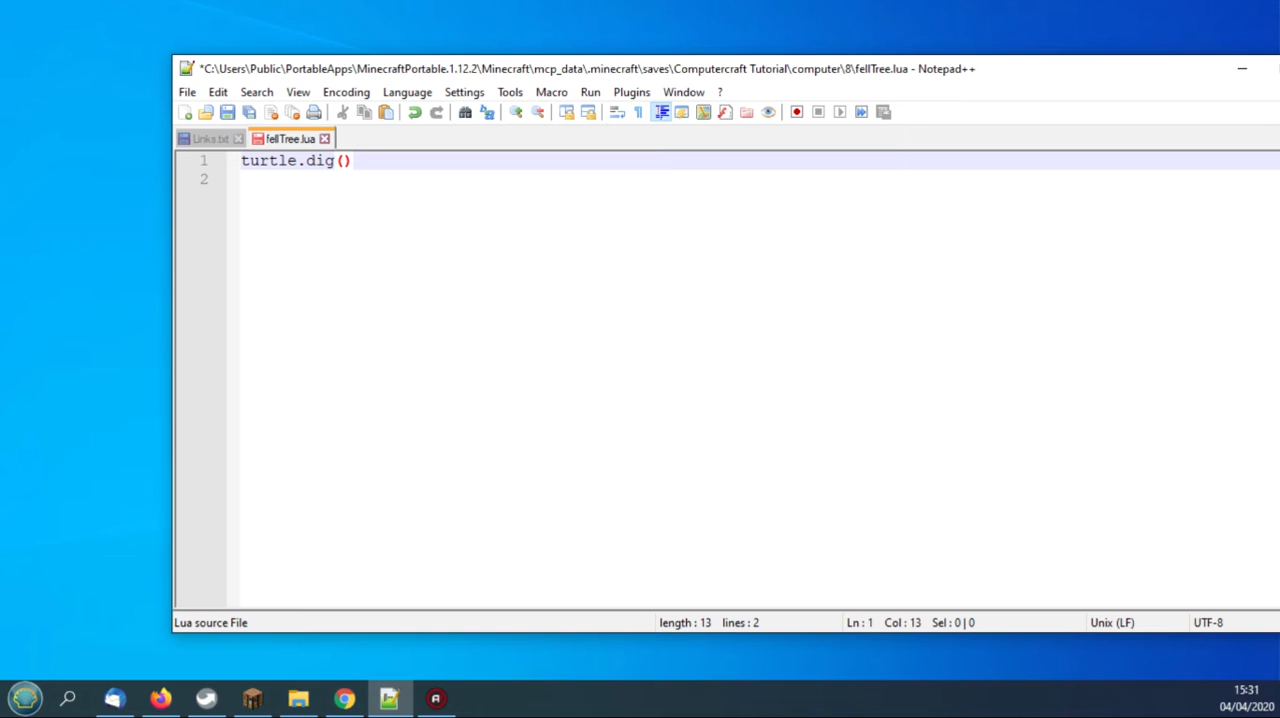 *C:\Users\Public\PortableApps\MinecraftPortable.1.12.2\Minecraft\mcp_data\.minecraft\saves\Computercraft Tutorial\computer\8\fellTree.lua - Notepad++
File Edit Search View Encoding Language Settings Tools Macro Run Plugins Window ?
Links.txt fellTree.lua
1 turtle.dig()
2
Lua source File length : 13 lines : 2 Ln : 1 Col : 13 Sel : 0 | 0 Unix (LF) UTF-8
15:31
04/04/2020